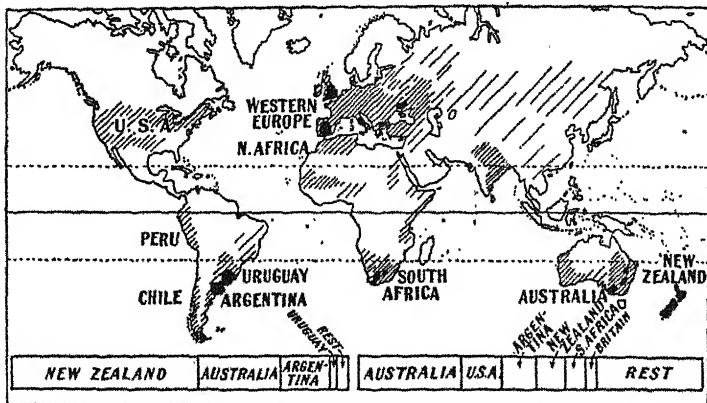 U.S.A.
WESTERN
EUROPE
N. AFRICA
PERU
CHILE
URUGUAY
ARGENTINA
SOUTH
AFRICA
AUSTRALIA
NEW
ZEALAND
URUGUAY
REST
ARGEN-
TINA
NEW
ZEALAND
S. AFRICA
BRITAIN
NEW ZEALAND AUSTRALIA ARGEN-
TINA
AUSTRALIA U.S.A. REST